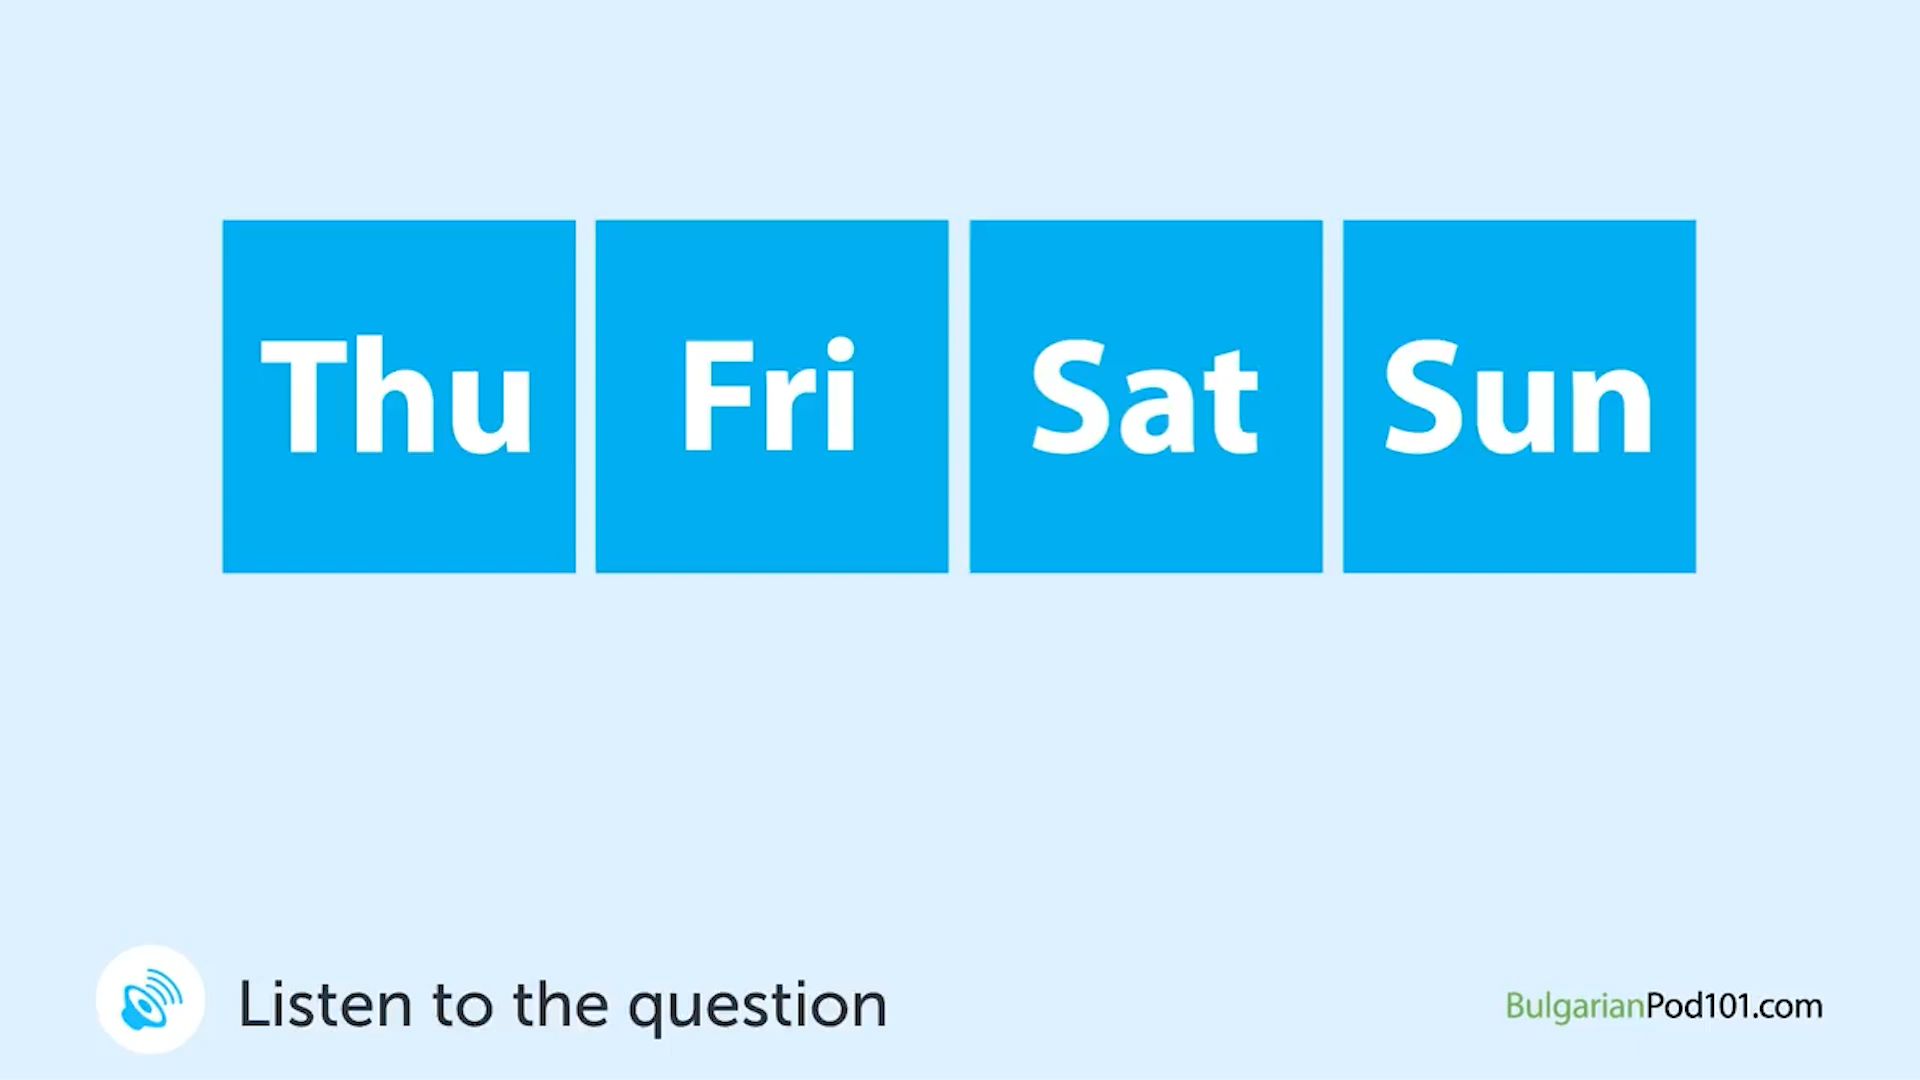 Thu Fri Sat Sun
Listen to the question
BulgarianPod101.com